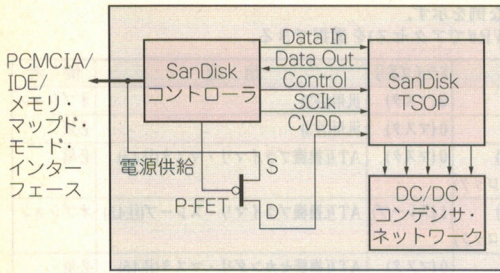 PCMCIA/
IDE/
メモリ・
マップド・
モード・
インター
フェース
SanDisk
コントローラ
Data In
Data Out
Control
SClk
CVDD
SanDisk
TSOP
DC/DC
コンデンサ・
ネットワーク
電源供給
S
P-FET
D